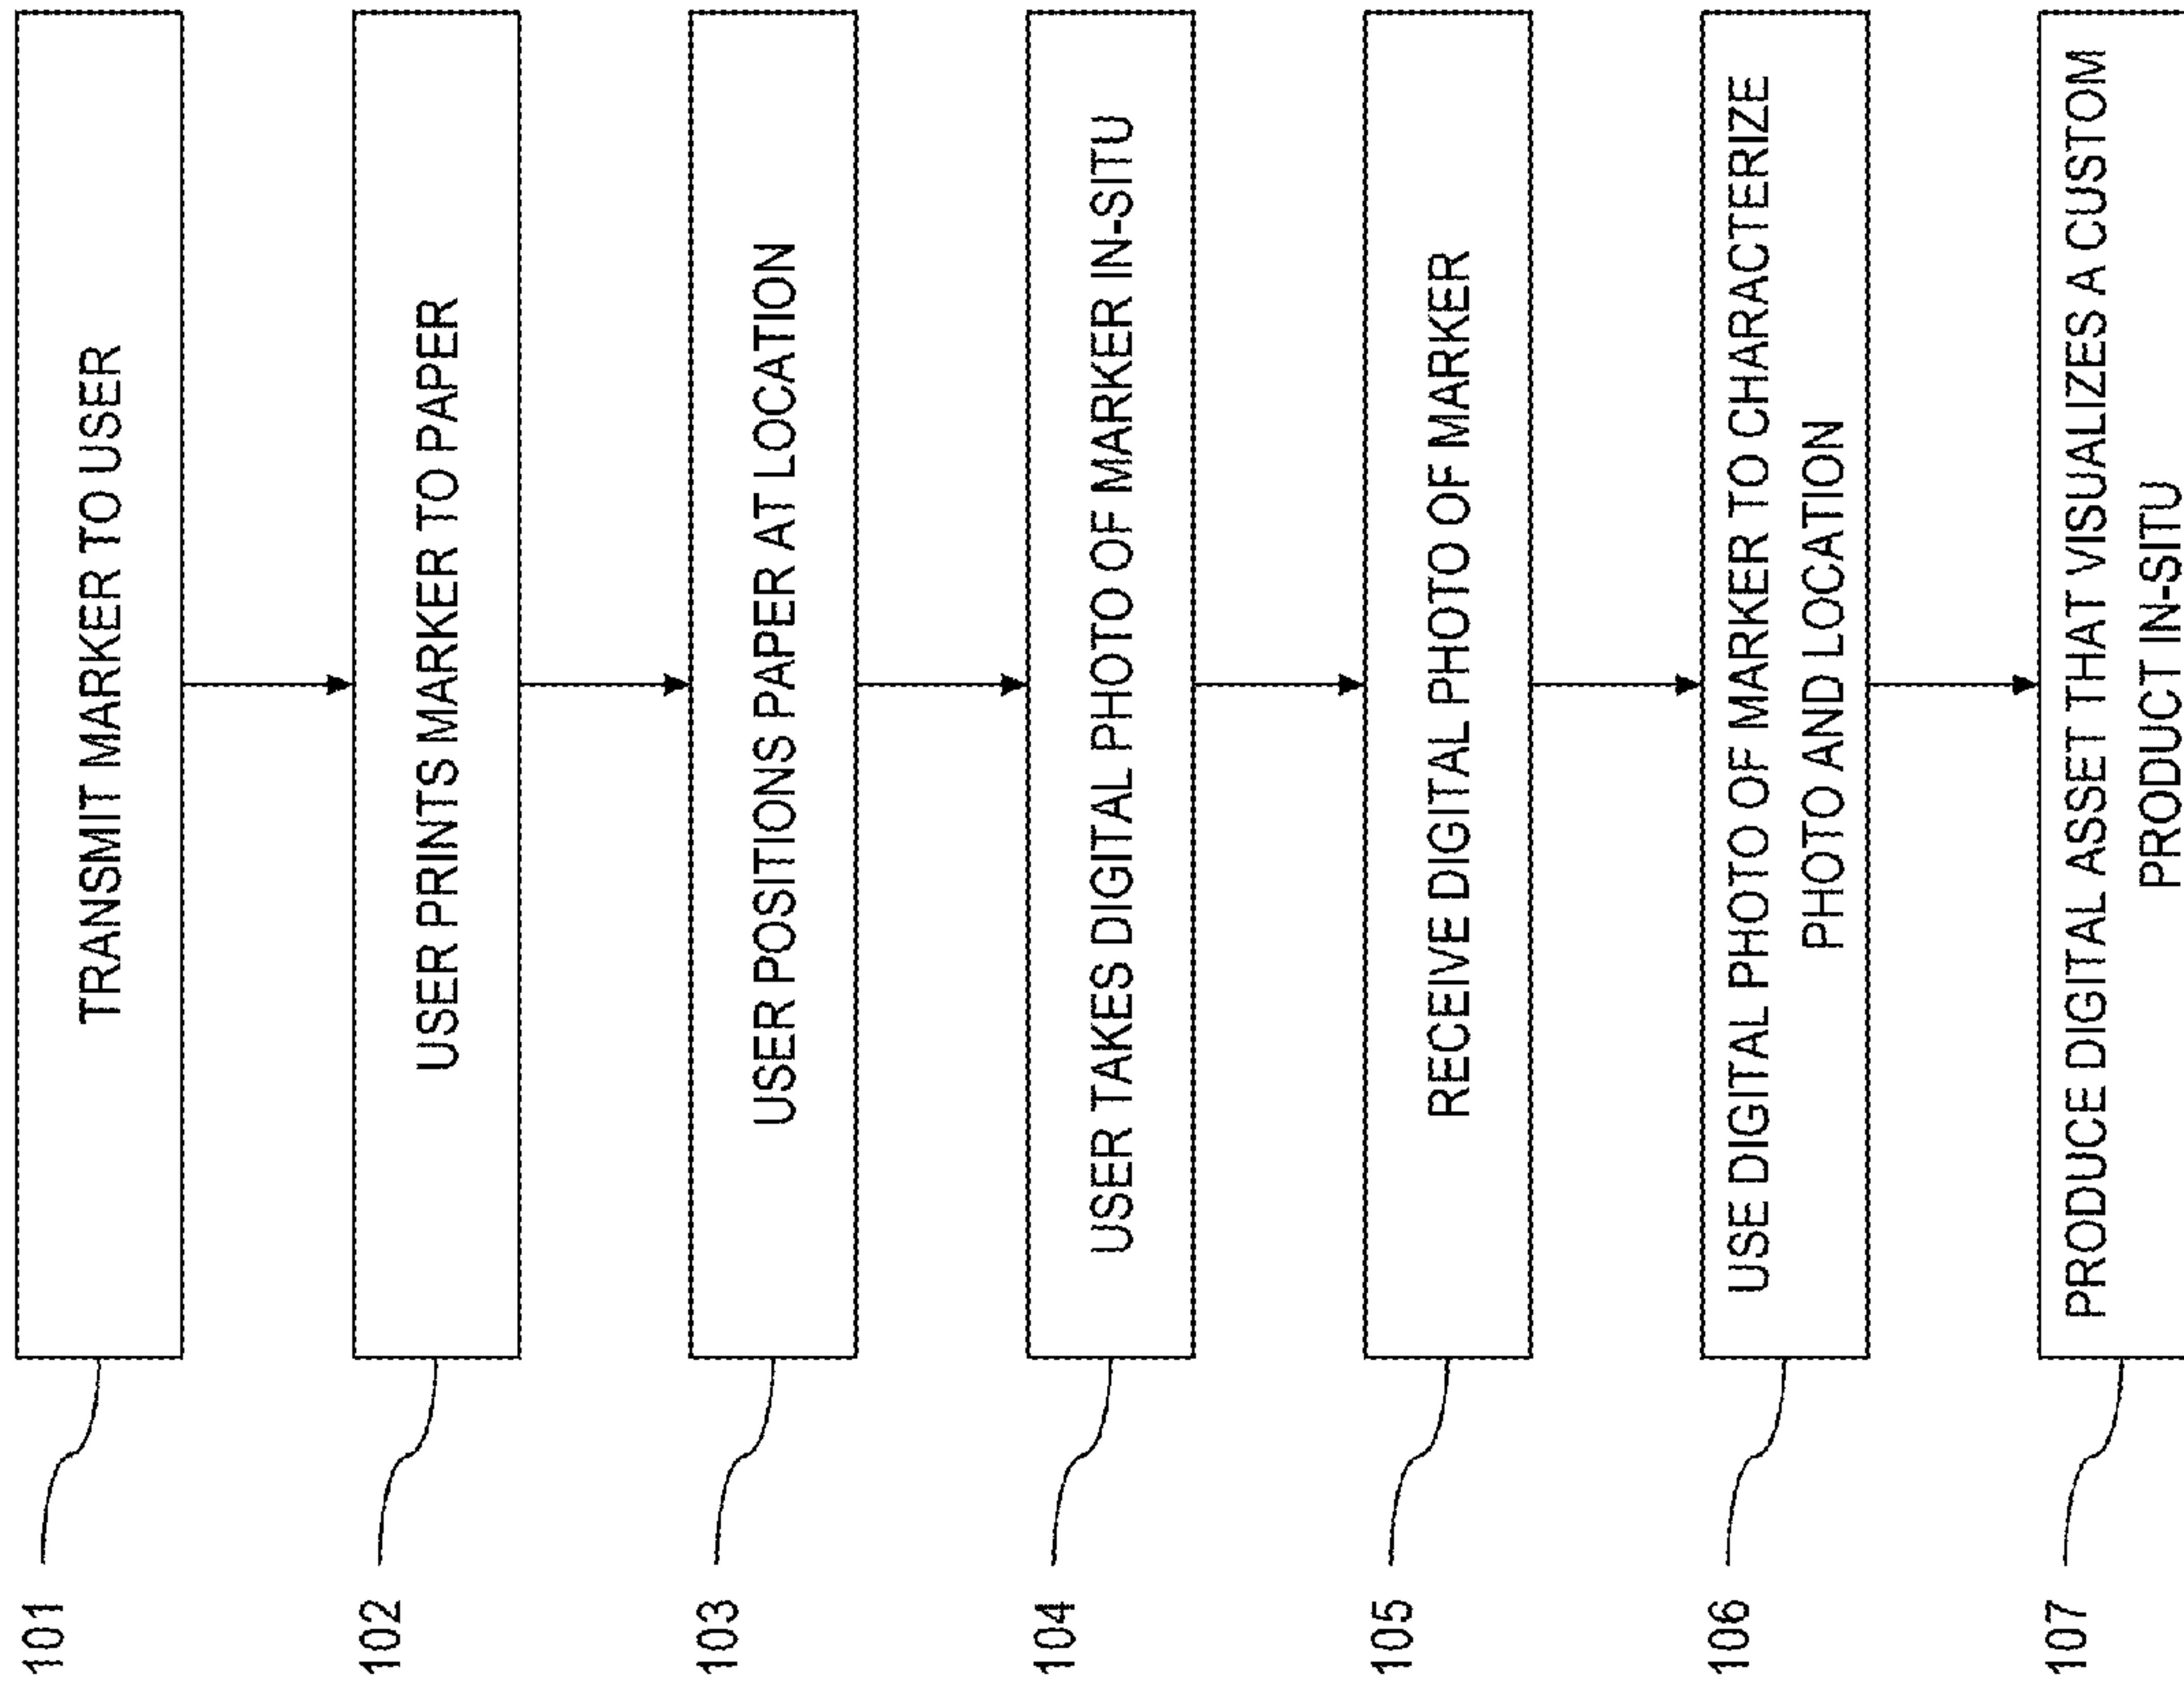 101
TRANSMIT MARKER TO USER
102
USER PRINTS MARKER TO PAPER
103
USER POSITIONS PAPER AT LOCATION
104
USER TAKES DIGITAL PHOTO OF MARKER IN-SITU
105
RECEIVE DIGITAL PHOTO OF MARKER
106
USE DIGITAL PHOTO OF MARKER TO CHARACTERIZE
PHOTO AND LOCATION
107
PRODUCE DIGITAL ASSET THAT VISUALIZES A CUSTOM
PRODUCT IN-SITU